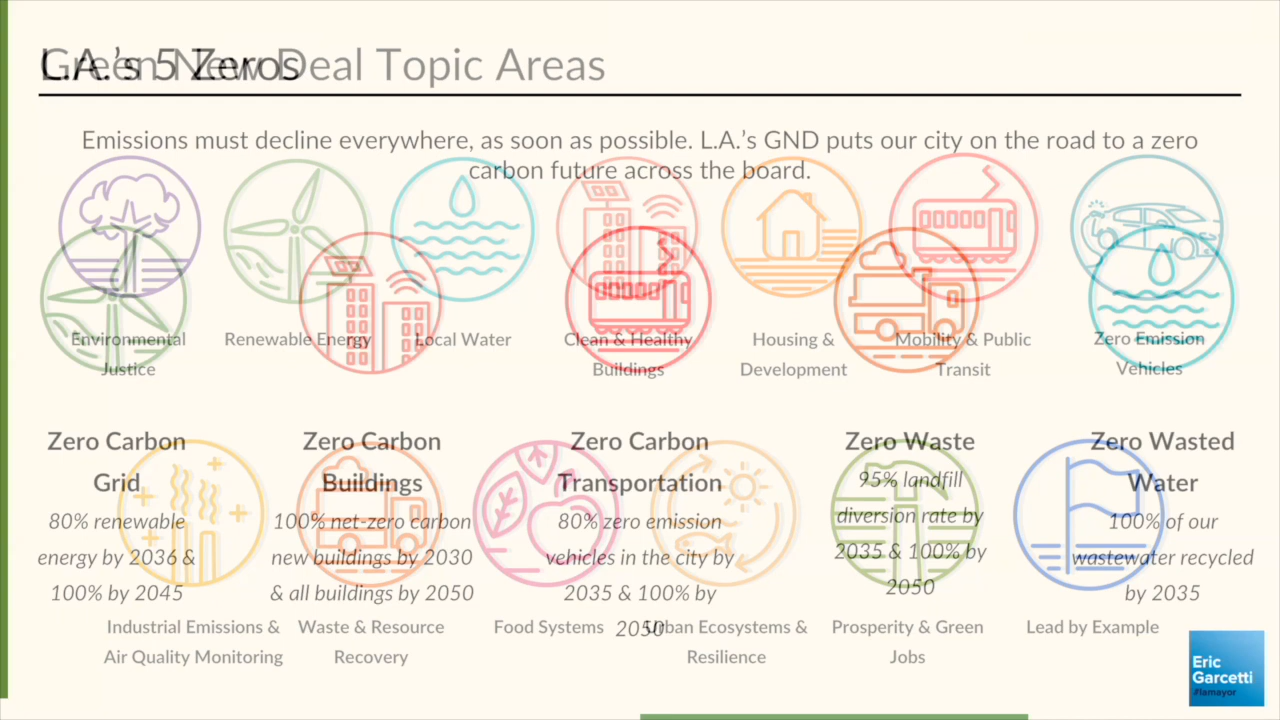 L.A.'s 5 Zeros
Green New Deal Topic Areas
Emissions must decline everywhere, as soon as possible. L.A.'s GND puts our city on the road to a zero
carbon future across the board.
Environmental
Justice
Renewable Energy
Local Water
Clean & Healthy
Buildings
Housing &
Development
Mobility & Public
Transit
Zero Emission
Vehicles
Zero Carbon
Grid
80% renewable
energy by 2036 &
100% by 2045
Zero Carbon
Buildings
100% net-zero carbon
new buildings by 2030
& all buildings by 2050
Zero Carbon
Transportation
80% zero emission
vehicles in the city by
2035 & 100% by
2050
Zero Waste
95% landfill
diversion rate by
2035 & 100% by
2050
Zero Wasted
Water
100% of our
wastewater recycled
by 2035
Industrial Emissions &
Air Quality Monitoring
Waste & Resource
Recovery
Food Systems
Urban Ecosystems &
Resilience
Prosperity & Green
Jobs
Lead by Example
Eric
Garcetti
#lamayor